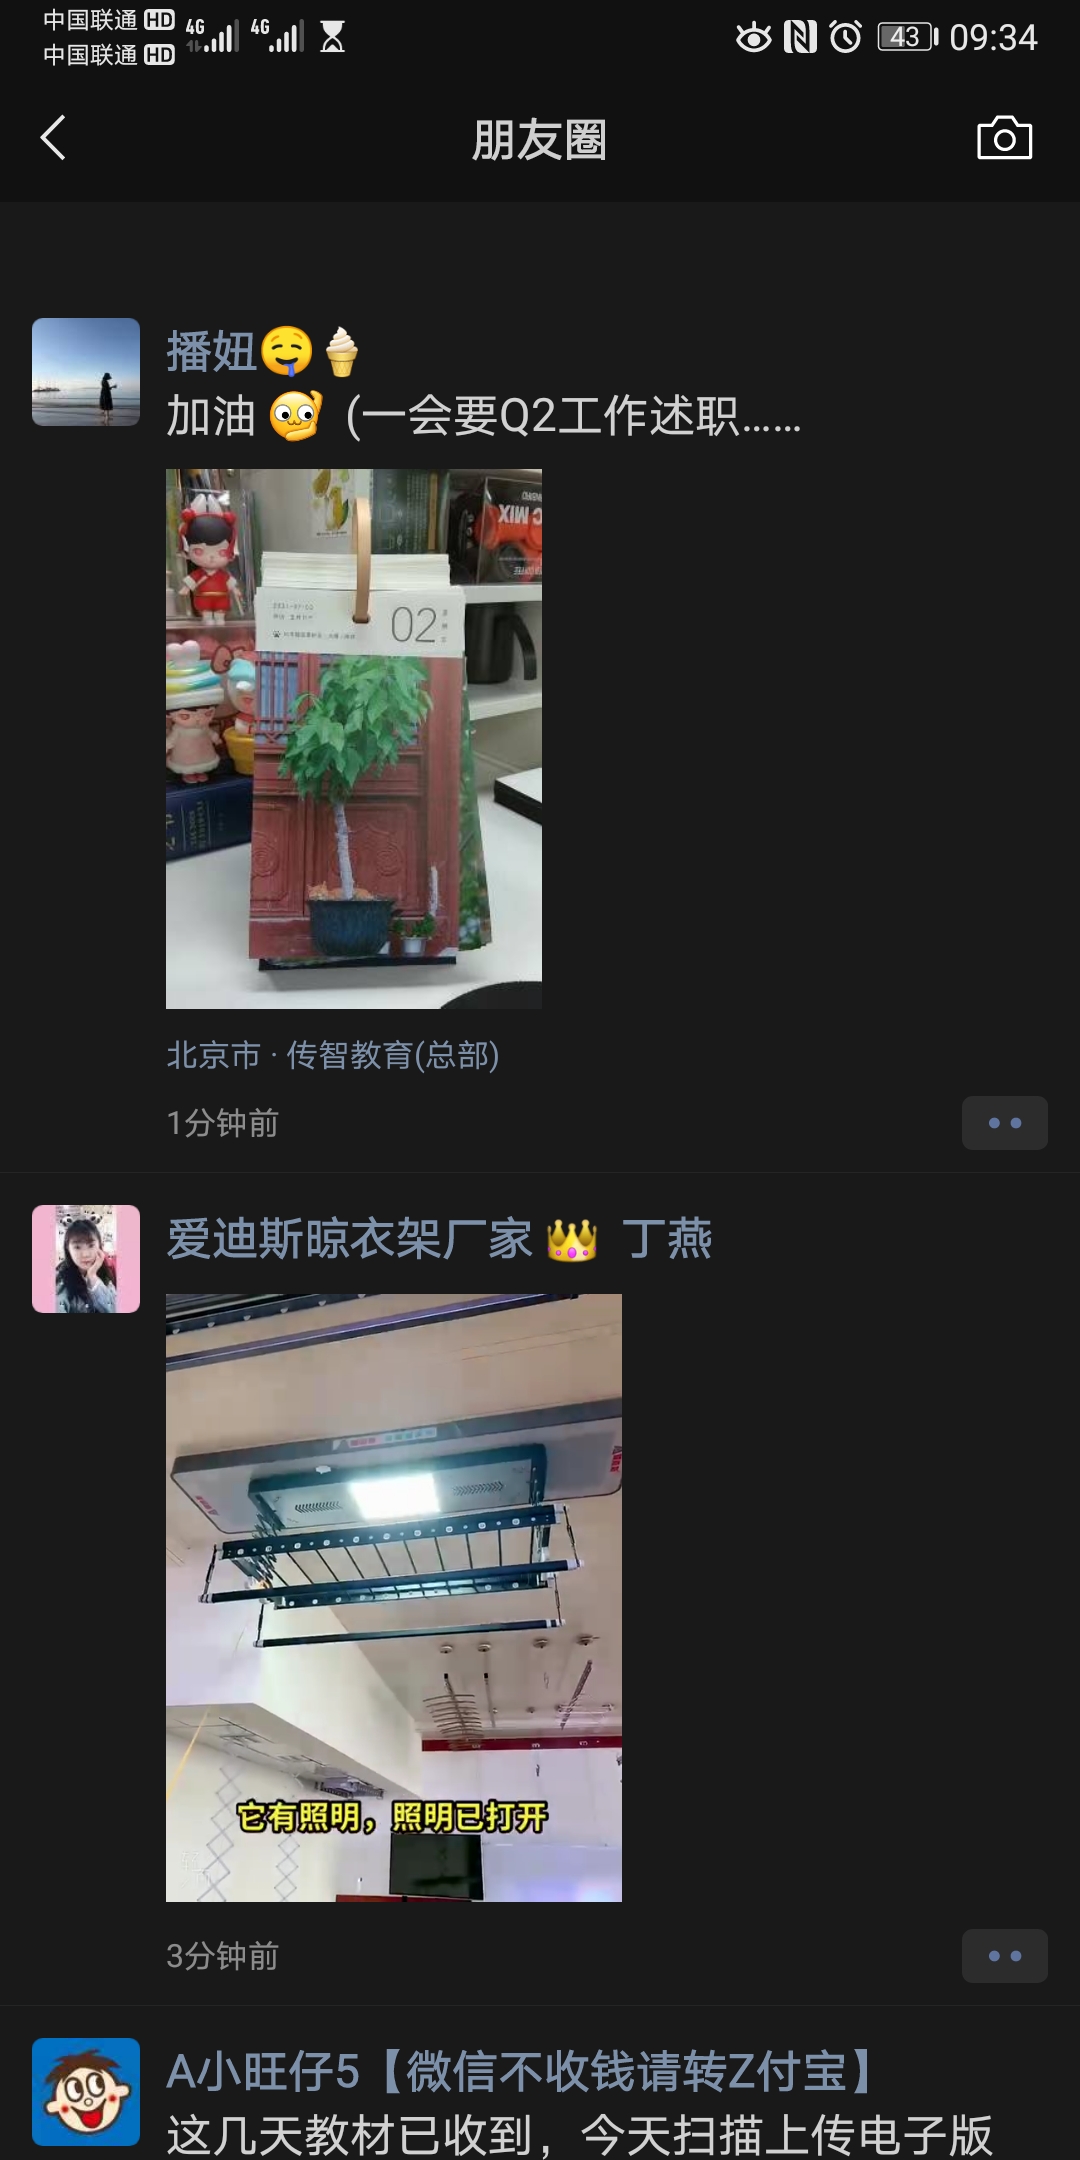 中国联通 HD 4G 4G 43 09:34
中国联通 HD
朋友圈
播妞
加油 (一会要Q2工作述职……
02
北京市 · 传智教育(总部)
1分钟前
爱迪斯晾衣架厂家 丁燕
它有照明，照明已打开
3分钟前
A小旺仔5【微信不收钱请转Z付宝】
这几天教材已收到，今天扫描上传电子版